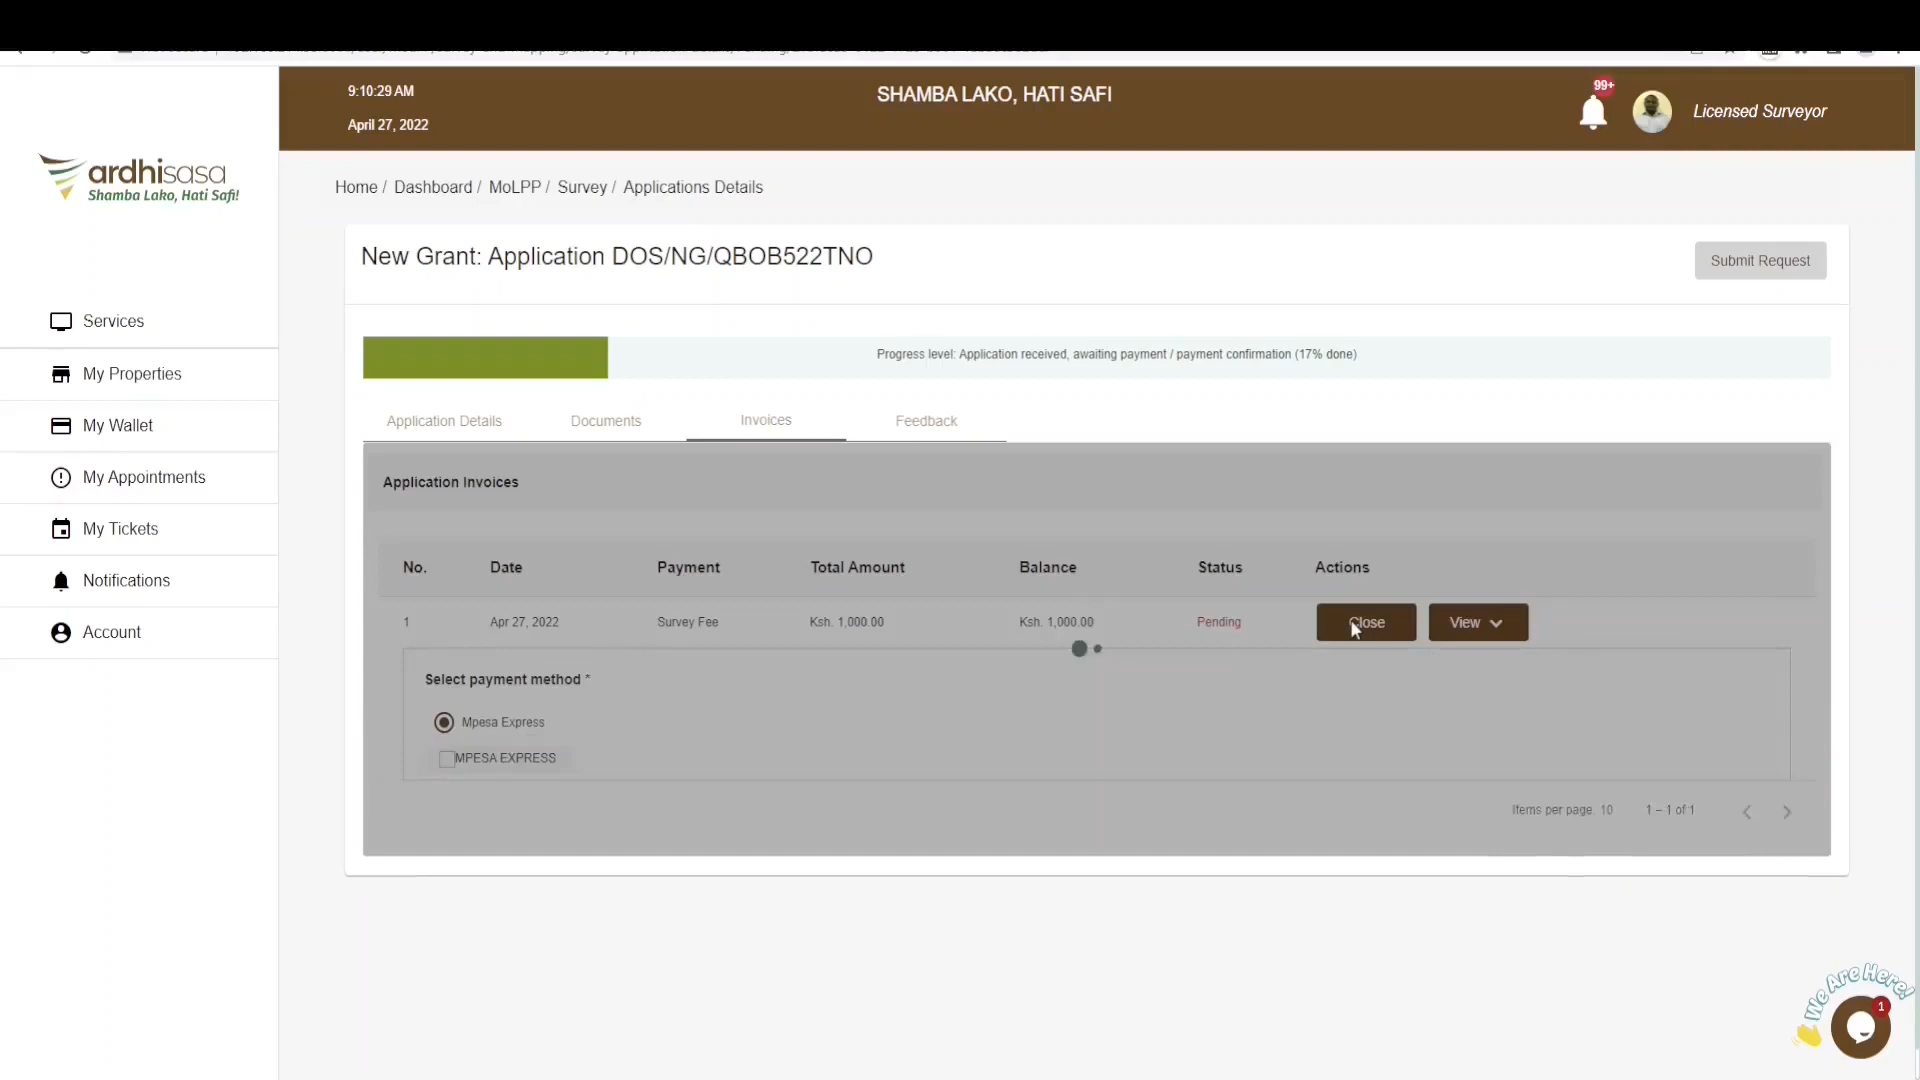 9:10:29 AM
SHAMBA LAKO, HATI SAFI
99+
Licensed Surveyor
April 27, 2022
ardhisasa
Shamba Lako, Hati Safi!
Home / Dashboard / MoLPP / Survey / Applications Details
New Grant: Application DOS/NG/QBOB522TNO
Submit Request
Services
My Properties
My Wallet
My Appointments
My Tickets
Notifications
Account
Progress level: Application received, awaiting payment / payment confirmation (17% done)
Application Details Documents Invoices Feedback
Application Invoices
No. Date Payment Total Amount Balance Status Actions
1 Apr 27, 2022 Survey Fee Ksh. 1,000.00 Ksh. 1,000.00 Pending Close View
Select payment method *
Mpesa Express
MPESA EXPRESS
Items per page: 10 1 – 1 of 1
We Are Here!
1